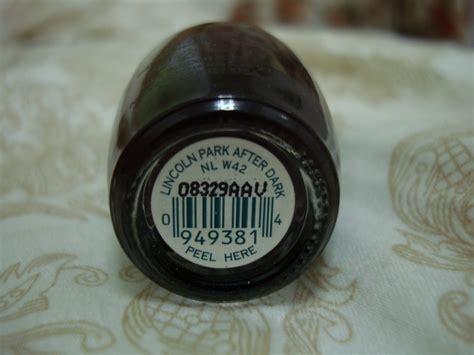 LINCOLN PARK AFTER DARK
NL W42
08329AAV
0 949381 4
PEEL HERE